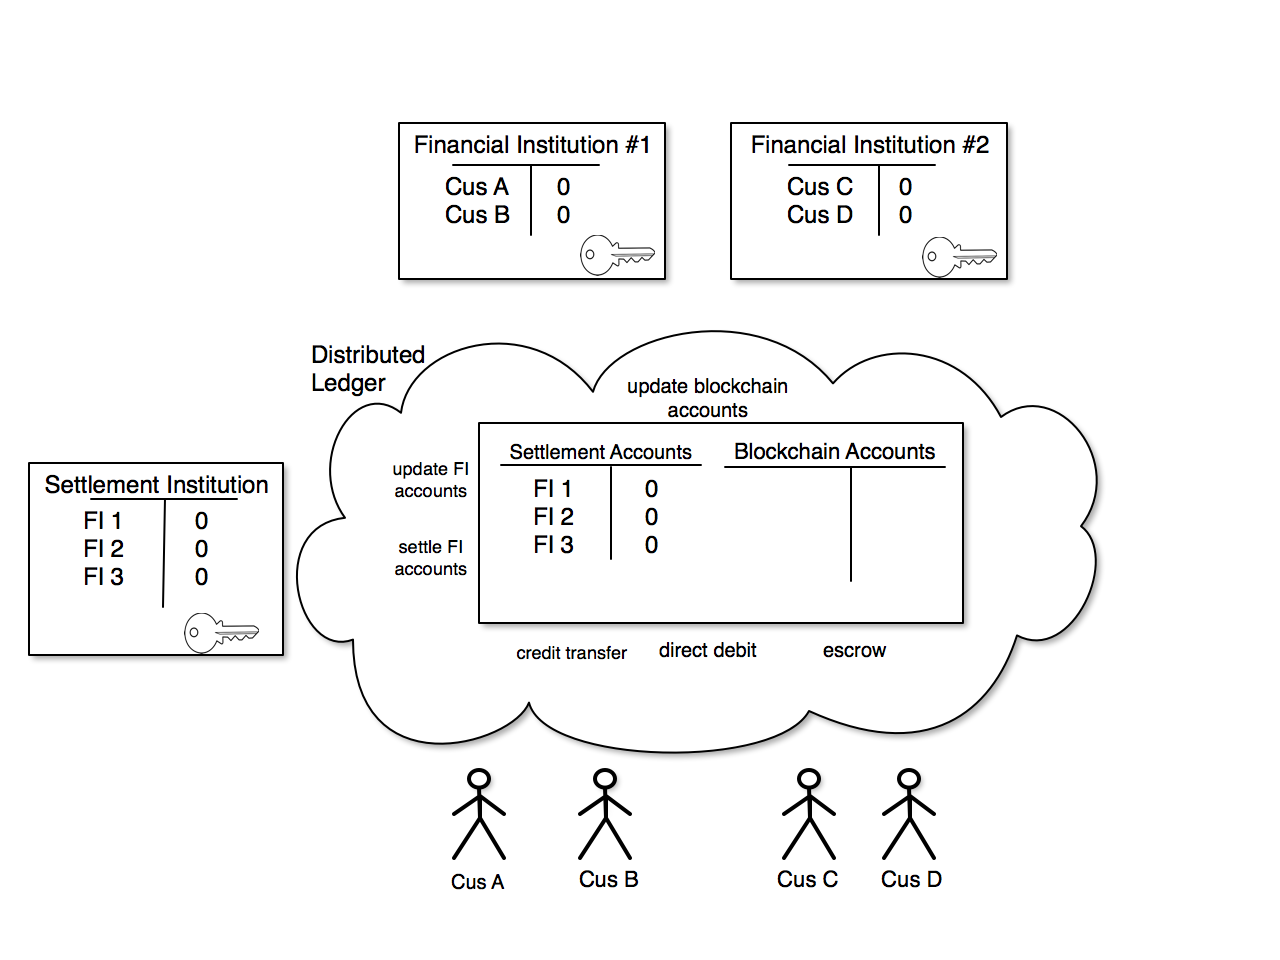 Financial Institution #1
Cus A 0
Cus B 0
Financial Institution #2
Cus C 0
Cus D 0
Distributed
Ledger
update blockchain
accounts
Settlement Institution
FI 1 0
FI 2 0
FI 3 0
update FI
accounts
settle FI
accounts
Settlement Accounts
FI 1 0
FI 2 0
FI 3 0
Blockchain Accounts
credit transfer
direct debit
escrow
Cus A
Cus B
Cus C
Cus D